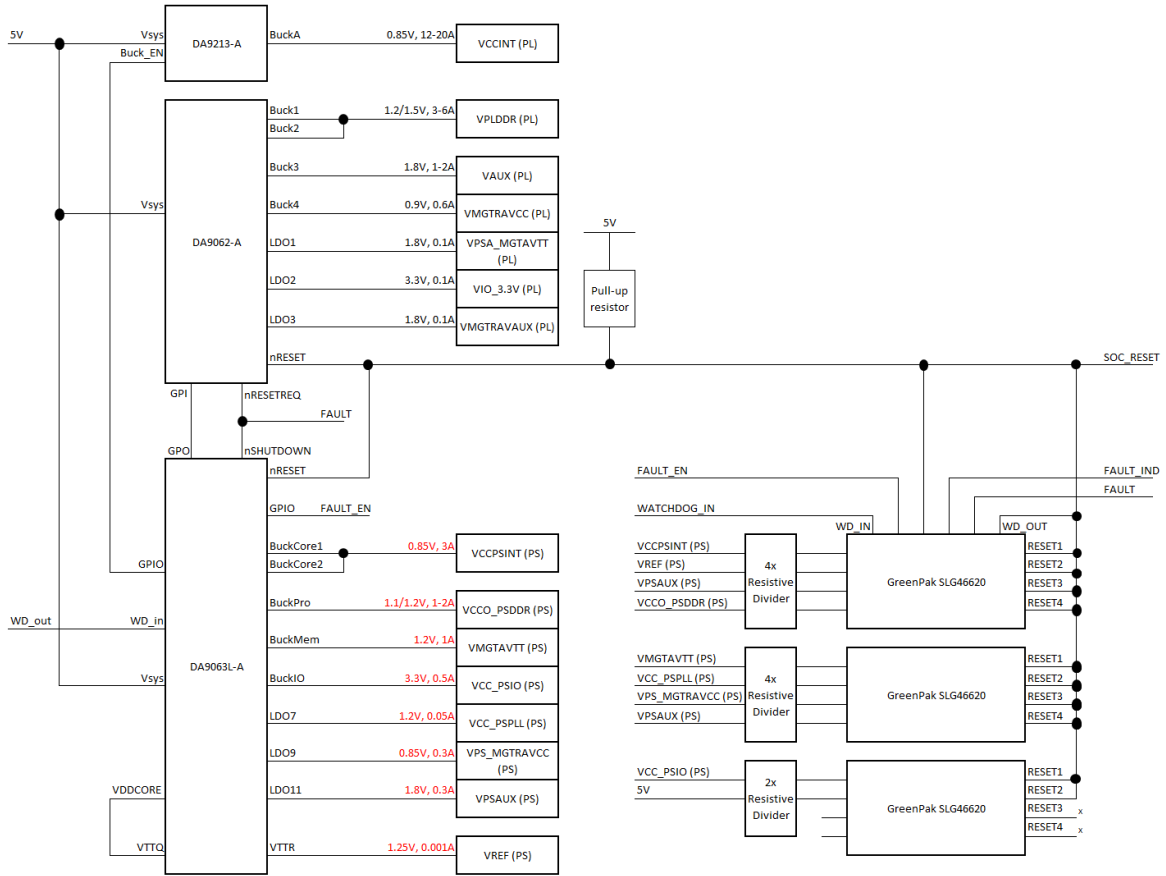 5V
Vsys
Buck_EN
DA9213-A
BuckA
0.85V, 12-20A
VCCINT (PL)
Buck1
Buck2
1.2/1.5V, 3-6A
VPLDDR (PL)
Buck3
1.8V, 1-2A
VAUX (PL)
Vsys
Buck4
0.9V, 0.6A
VMGTRAVCC (PL)
DA9062-A
LDO1
1.8V, 0.1A
VPSA_MGTAVTT
(PL)
LDO2
3.3V, 0.1A
VIO_3.3V (PL)
LDO3
1.8V, 0.1A
VMGTRAVAUX (PL)
nRESET
5V
Pull-up
resistor
SOC_RESET
GPI
nRESETREQ
FAULT
GPO
nSHUTDOWN
nRESET
GPIO
FAULT_EN
BuckCore1
BuckCore2
0.85V, 3A
VCCPSINT (PS)
GPIO
BuckPro
1.1/1.2V, 1-2A
VCCO_PSDDR (PS)
WD_out
WD_in
BuckMem
1.2V, 1A
VMGTAVTT (PS)
DA9063L-A
Vsys
BuckIO
3.3V, 0.5A
VCC_PSIO (PS)
LDO7
1.2V, 0.05A
VCC_PSPLL (PS)
LDO9
0.85V, 0.3A
VPS_MGTRAVCC
(PS)
VDDCORE
LDO11
1.8V, 0.3A
VPSAUX (PS)
VTTQ
VTTR
1.25V, 0.001A
VREF (PS)
FAULT_EN
FAULT_IND
FAULT
WATCHDOG_IN
WD_IN
WD_OUT
VCCPSINT (PS)
VREF (PS)
VPSAUX (PS)
VCCO_PSDDR (PS)
4x
Resistive
Divider
GreenPak SLG46620
RESET1
RESET2
RESET3
RESET4
VMGTAVTT (PS)
VCC_PSPLL (PS)
VPS_MGTRAVCC (PS)
VPSAUX (PS)
4x
Resistive
Divider
GreenPak SLG46620
RESET1
RESET2
RESET3
RESET4
VCC_PSIO (PS)
5V
2x
Resistive
Divider
GreenPak SLG46620
RESET1
RESET2
RESET3
x
RESET4
x